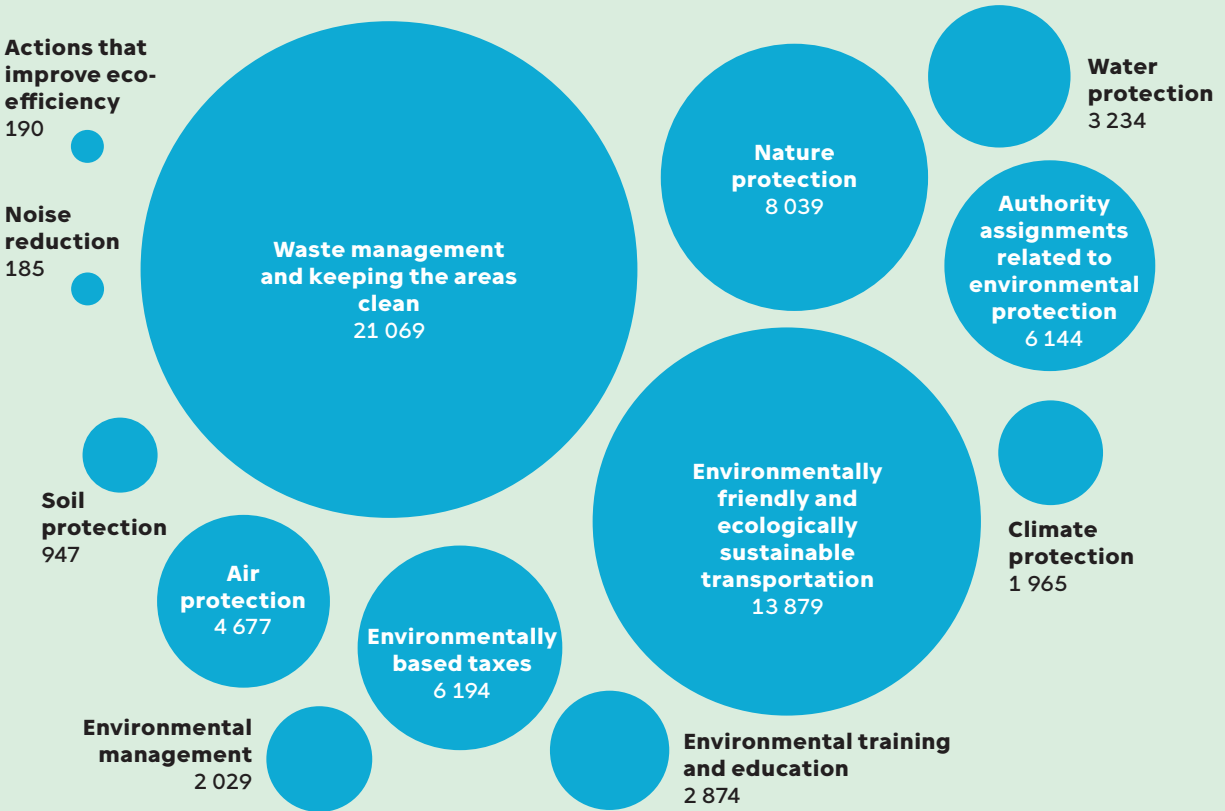 Actions that
improve eco-
efficiency
190
Noise
reduction
185
Waste management
and keeping the areas
clean
21 069
Nature
protection
8 039
Water
protection
3 234
Authority
assignments
related to
environmental
protection
6 144
Soil
protection
947
Air
protection
4 677
Environmentally
based taxes
6 194
Environmentally
friendly and
ecologically
sustainable
transportation
13 879
Climate
protection
1 965
Environmental
management
2 029
Environmental training
and education
2 874